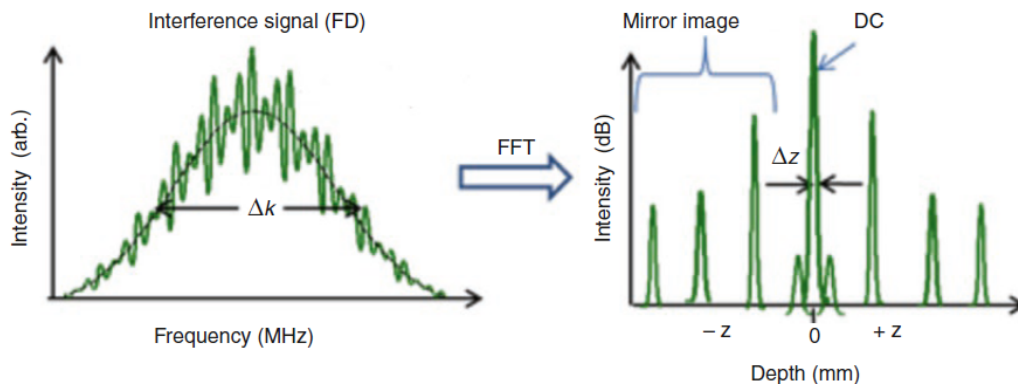 Interference signal (FD)
Intensity (arb.)
Δk
Frequency (MHz)
FFT
Mirror image
DC
Intensity (dB)
Δz
– z
0
+ z
Depth (mm)